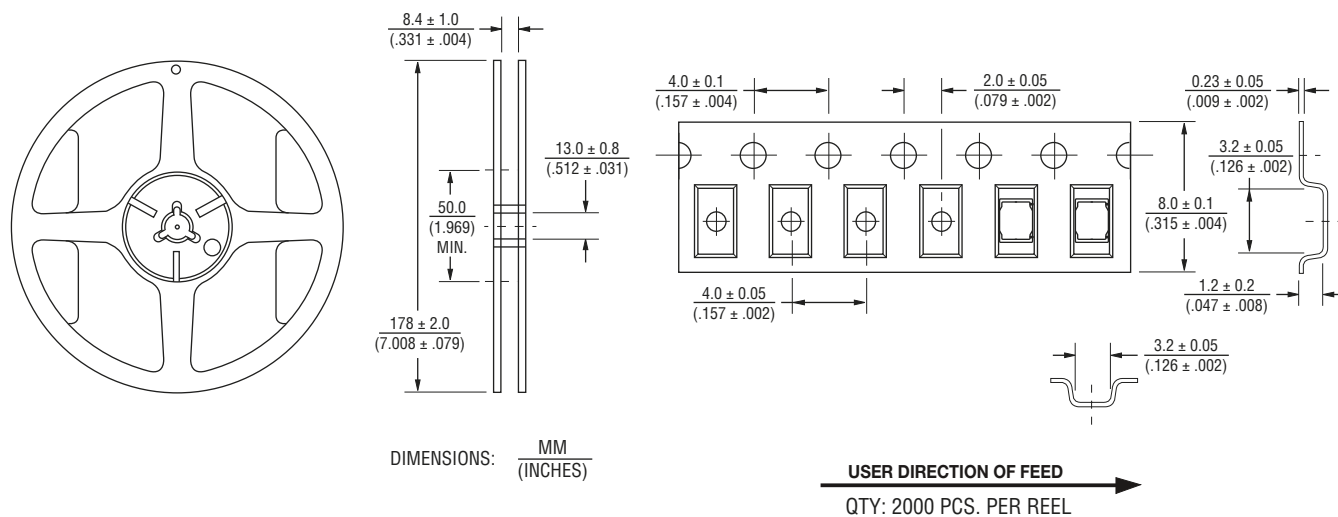 8.4 ± 1.0
(.331 ± .004)
13.0 ± 0.8
(.512 ± .031)
50.0
(1.969)
MIN.
178 ± 2.0
(7.008 ± .079)
DIMENSIONS:
MM
(INCHES)
4.0 ± 0.1
(.157 ± .004)
2.0 ± 0.05
(.079 ± .002)
0.23 ± 0.05
(.009 ± .002)
3.2 ± 0.05
(.126 ± .002)
8.0 ± 0.1
(.315 ± .004)
4.0 ± 0.05
(.157 ± .002)
1.2 ± 0.2
(.047 ± .008)
3.2 ± 0.05
(.126 ± .002)
USER DIRECTION OF FEED
QTY: 2000 PCS. PER REEL